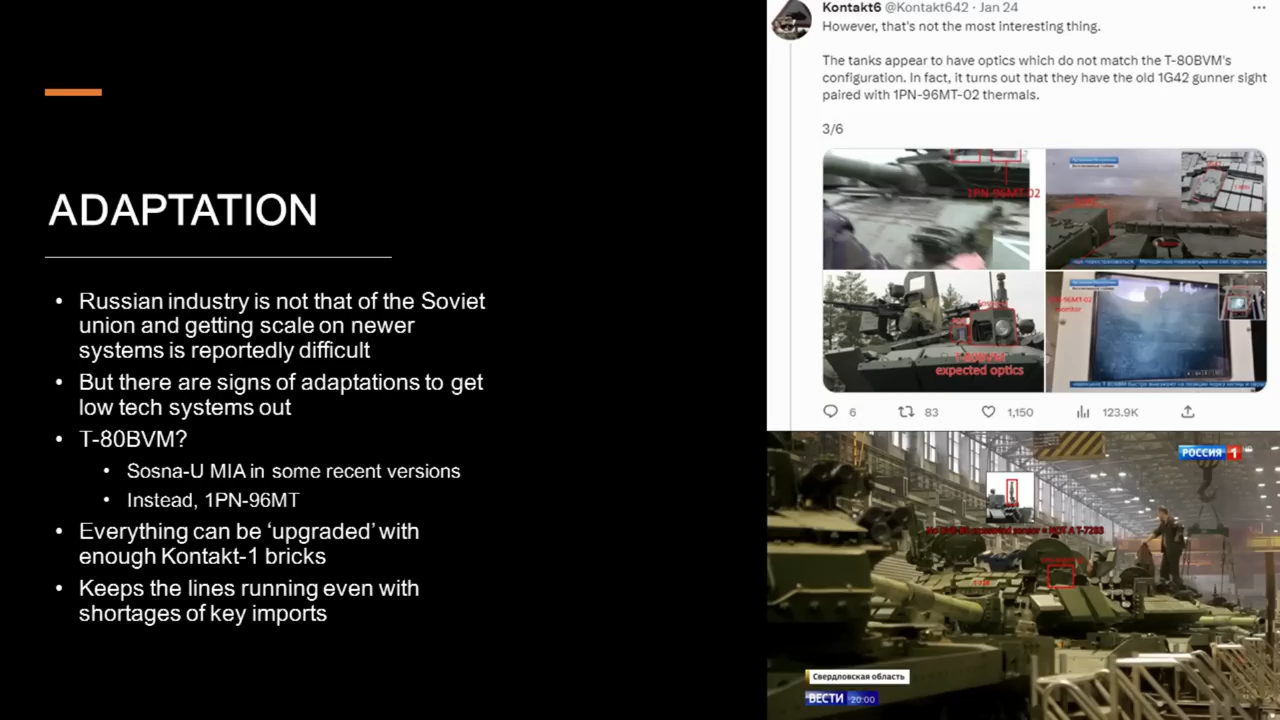 ADAPTATION
• Russian industry is not that of the Soviet
union and getting scale on newer
systems is reportedly difficult
• But there are signs of adaptations to get
low tech systems out
• T-80BVM?
• Sosna-U MIA in some recent versions
• Instead, 1PN-96MT
• Everything can be ‘upgraded’ with
enough Kontakt-1 bricks
• Keeps the lines running even with
shortages of key imports
Kontakt6 @Kontakt642 · Jan 24
However, that's not the most interesting thing.
The tanks appear to have optics which do not match the T-80BVM's
configuration. In fact, it turns out that they have the old 1G42 gunner sight
paired with 1PN-96MT-02 thermals.
3/6
1PN-96MT-02
T-80BVM
expected optics
monitor
6 83 1,150 123.9K
РОССИЯ 1
NOT A T-72B3
Свердловская область
ВЕСТИ 20:00